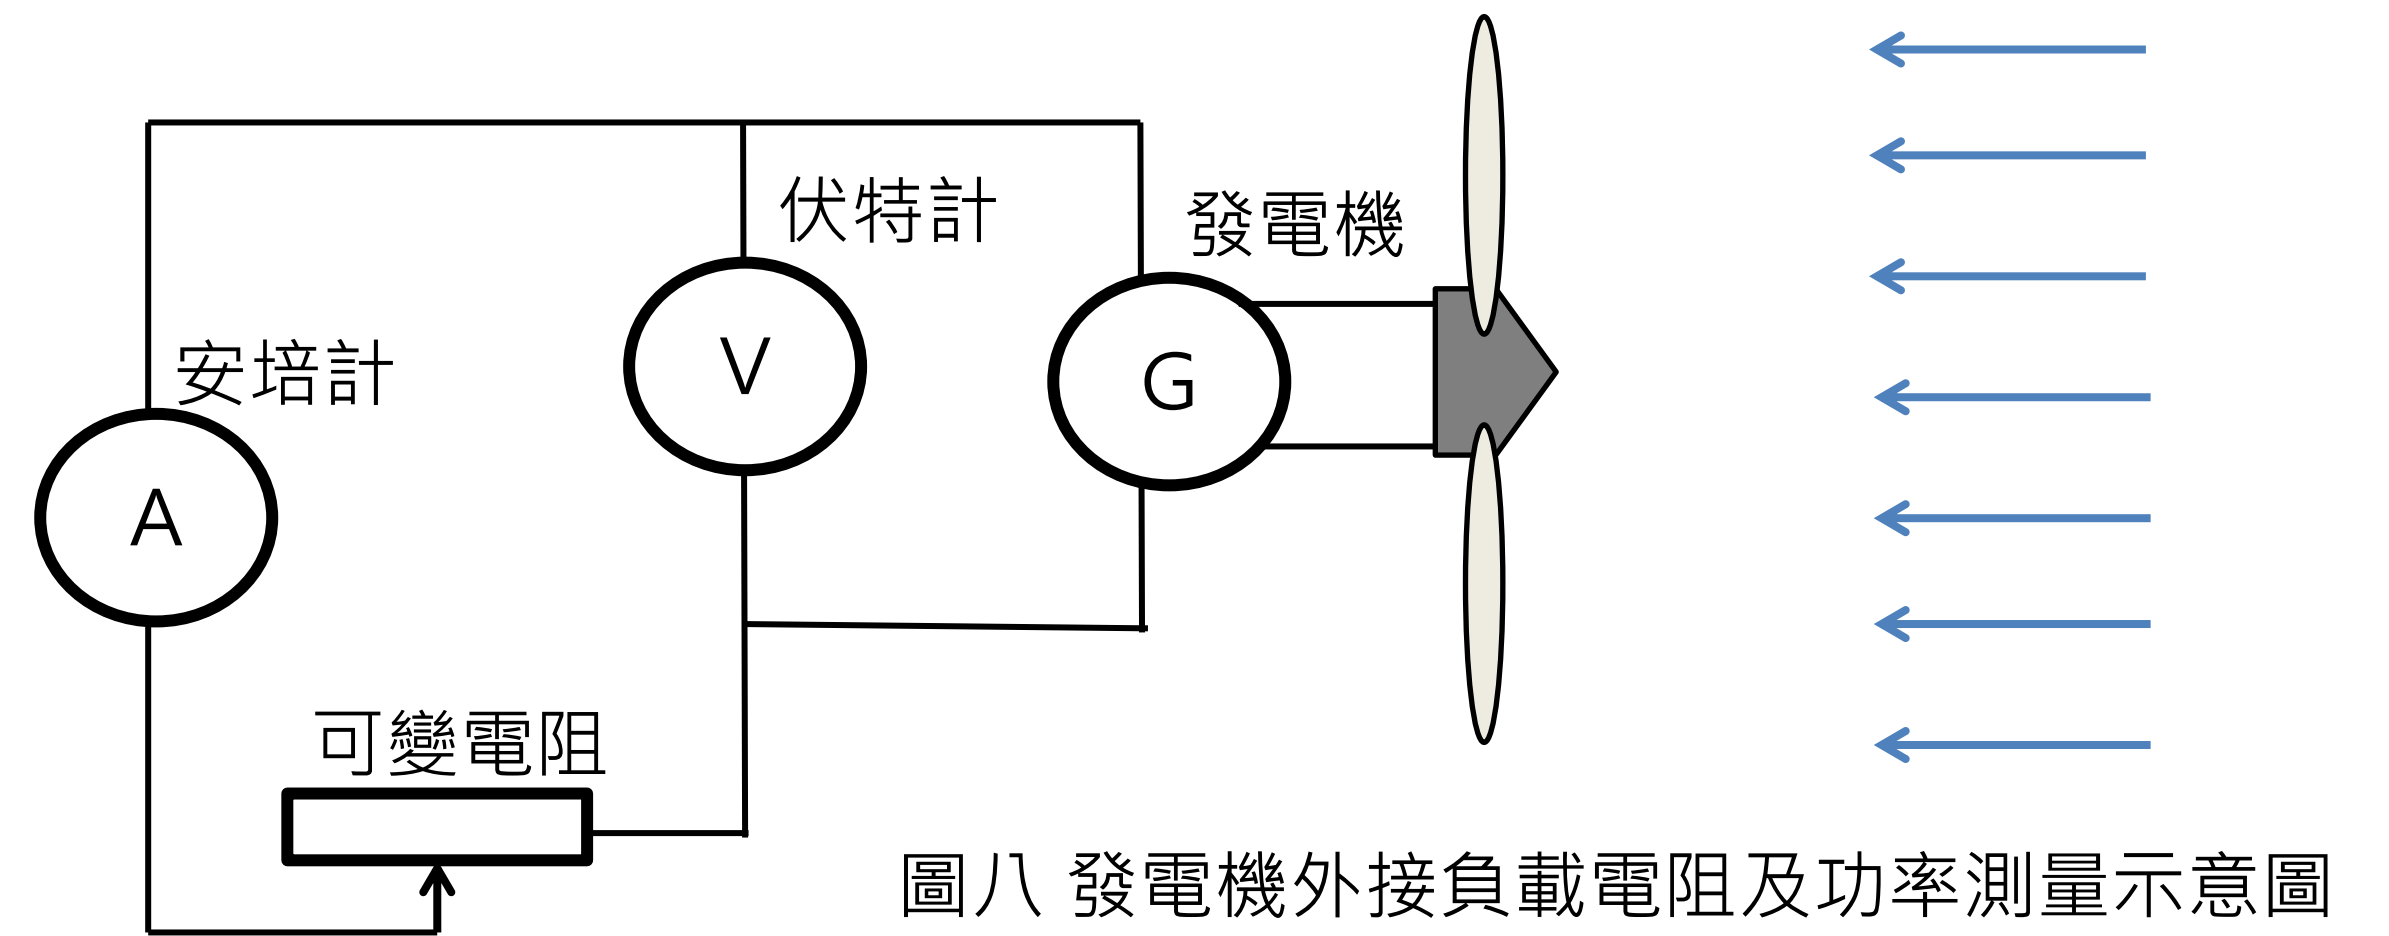 伏特計
發電機
安培計
V
G
A
可變電阻
圖八 發電機外接負載電阻及功率測量示意圖